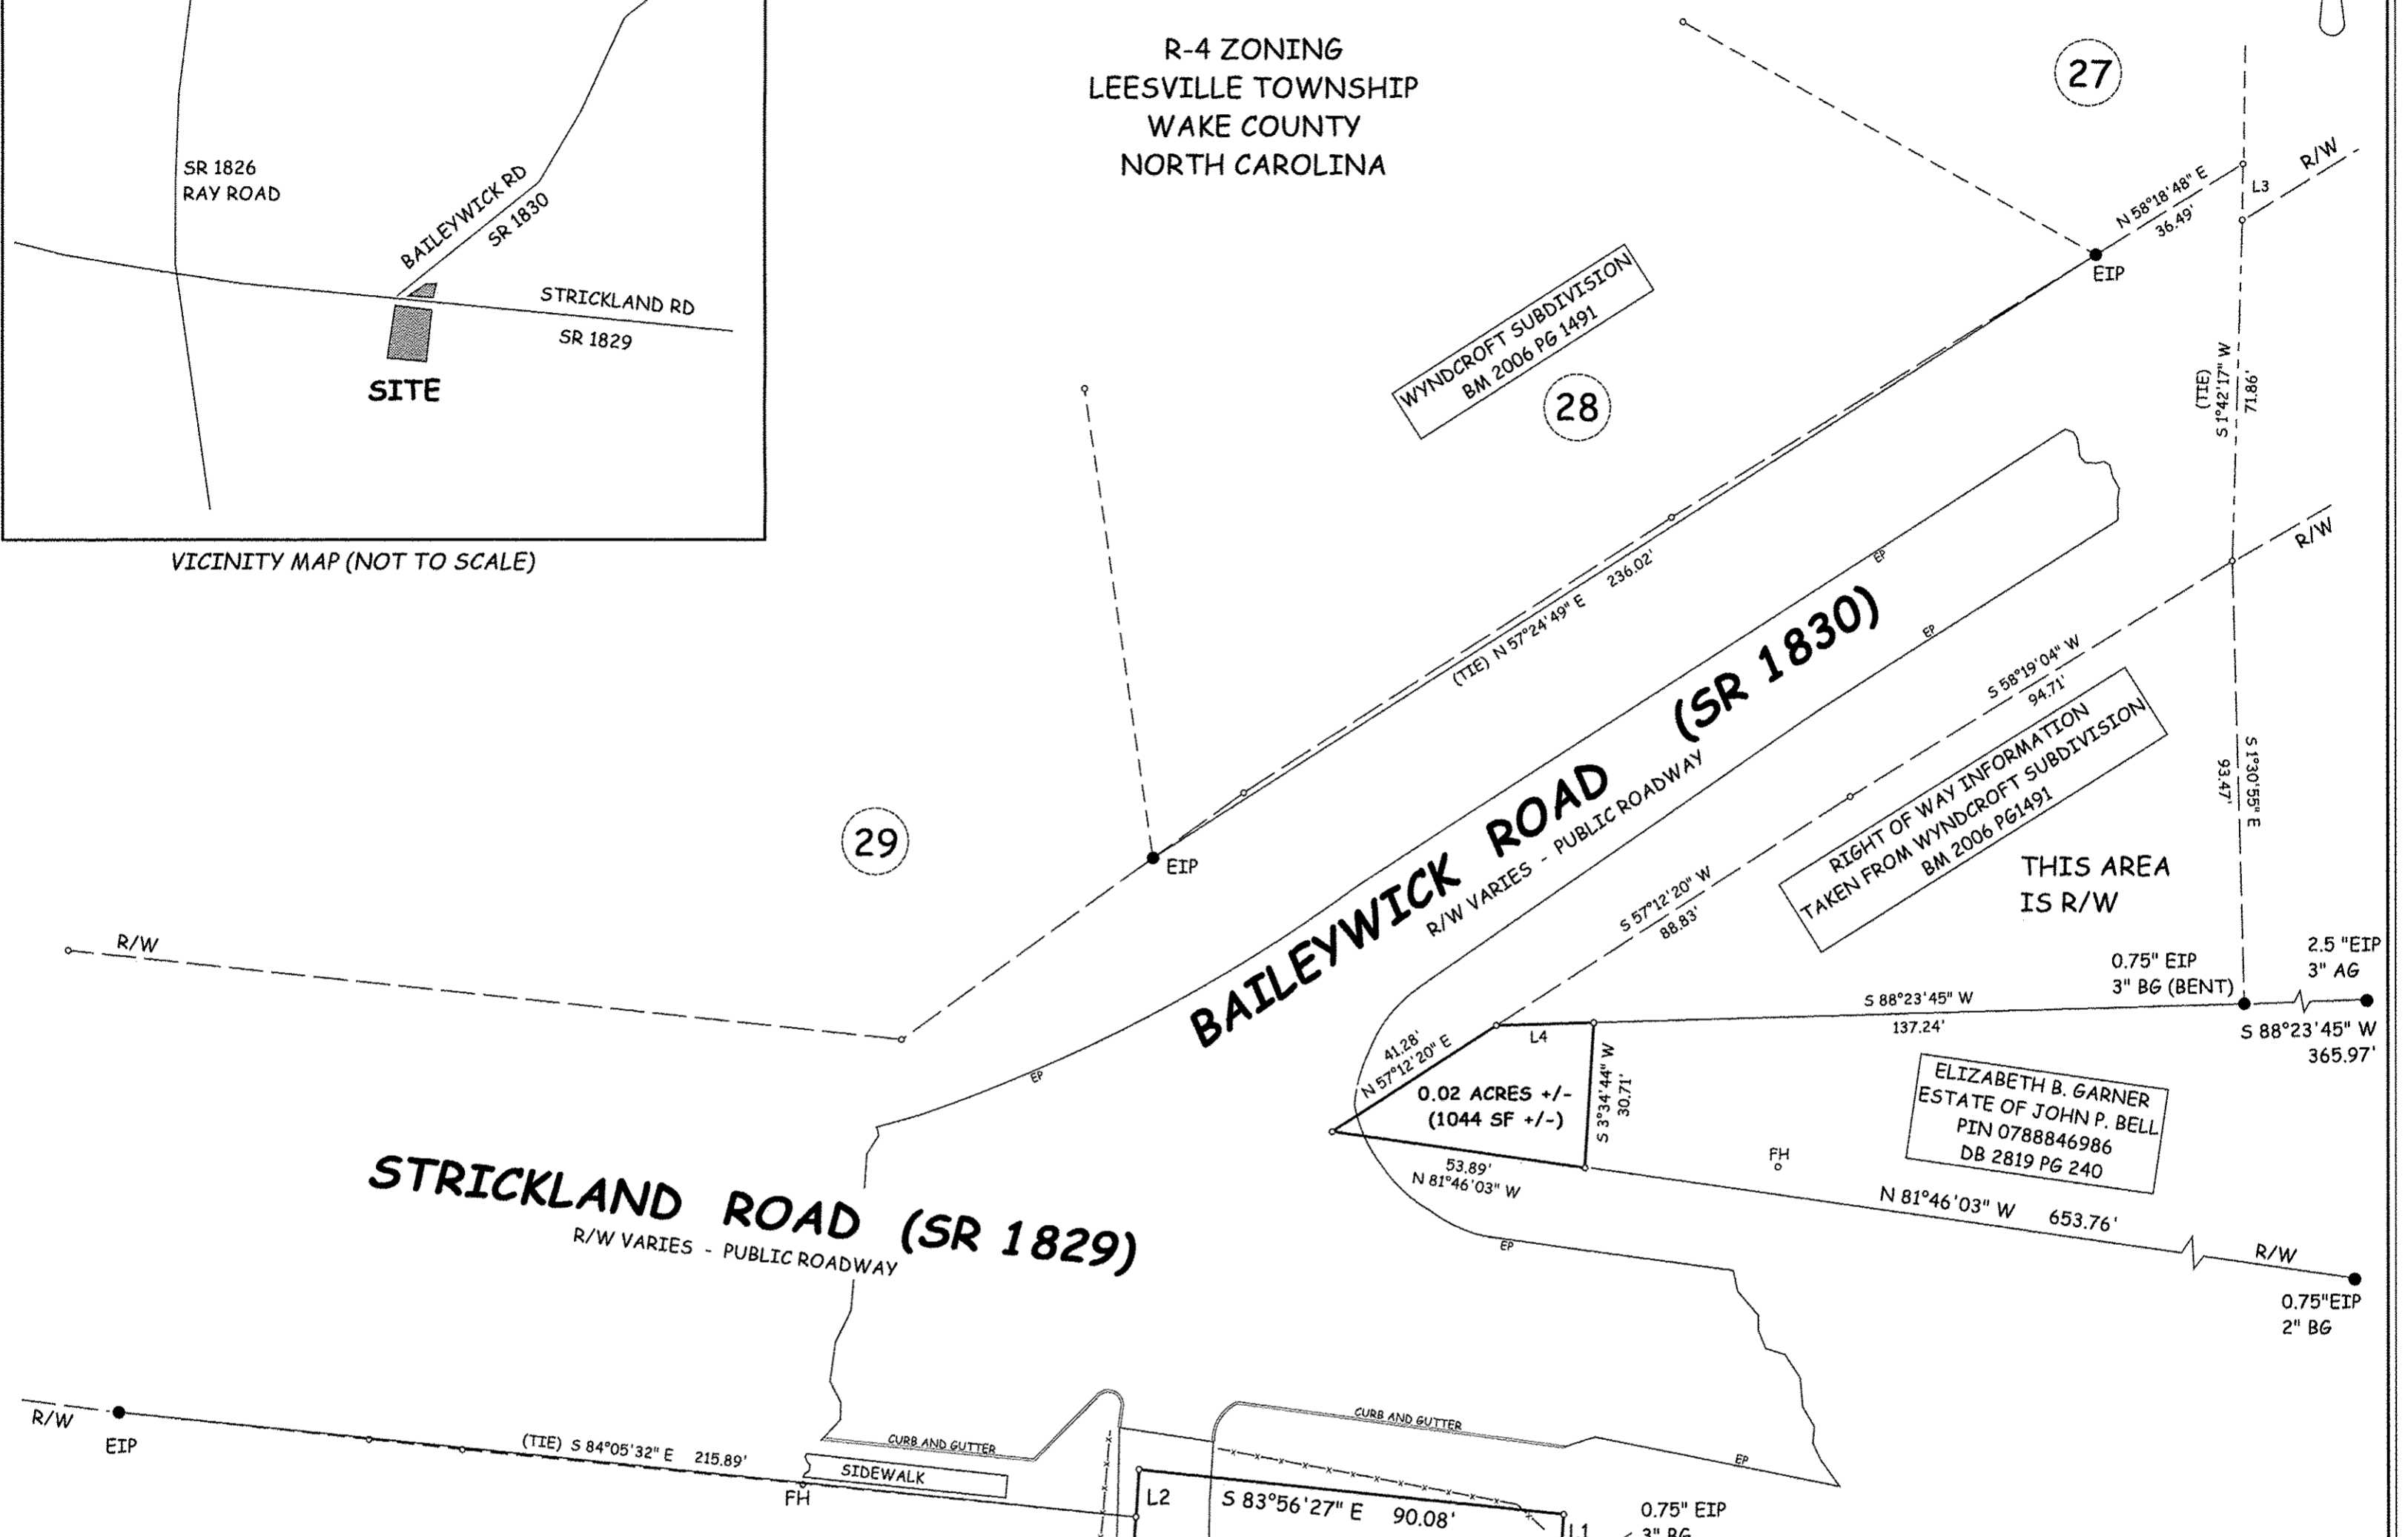 R-4 ZONING
LEESVILLE TOWNSHIP
WAKE COUNTY
NORTH CAROLINA
SR 1826
RAY ROAD
BAILEYWICK RD
SR 1830
STRICKLAND RD
SR 1829
SITE
VICINITY MAP (NOT TO SCALE)
27
N 58°18'48" E
36.49'
L3
R/W
EIP
WYNDCROFT SUBDIVISION
BM 2006 PG 1491
28
(TIE)
S 1°42'17" W
71.86'
R/W
(TIE) N 57°24'49" E 236.02'
EP
EP
BAILEYWICK ROAD (SR 1830)
R/W VARIES - PUBLIC ROADWAY
S 58°19'04" W
94.71'
RIGHT OF WAY INFORMATION
TAKEN FROM WYNDCROFT SUBDIVISION
BM 2006 PG1491
S 1°30'55" E
93.47'
29
EIP
S 57°12'20" W
88.83'
THIS AREA
IS R/W
R/W
0.75" EIP
3" BG (BENT)
2.5 "EIP
3" AG
S 88°23'45" W
137.24'
S 88°23'45" W
365.97'
L4
41.28'
N 57°12'20" E
0.02 ACRES +/-
(1044 SF +/-)
S 3°34'44" W
30.71'
53.89'
N 81°46'03" W
EP
FH
ELIZABETH B. GARNER
ESTATE OF JOHN P. BELL
PIN 0788846986
DB 2819 PG 240
N 81°46'03" W 653.76'
R/W
0.75"EIP
2" BG
STRICKLAND ROAD (SR 1829)
R/W VARIES - PUBLIC ROADWAY
EP
R/W
EIP
(TIE) S 84°05'32" E 215.89'
CURB AND GUTTER
SIDEWALK
FH
CURB AND GUTTER
EP
L2
S 83°56'27" E 90.08'
L1
0.75" EIP
3" BG